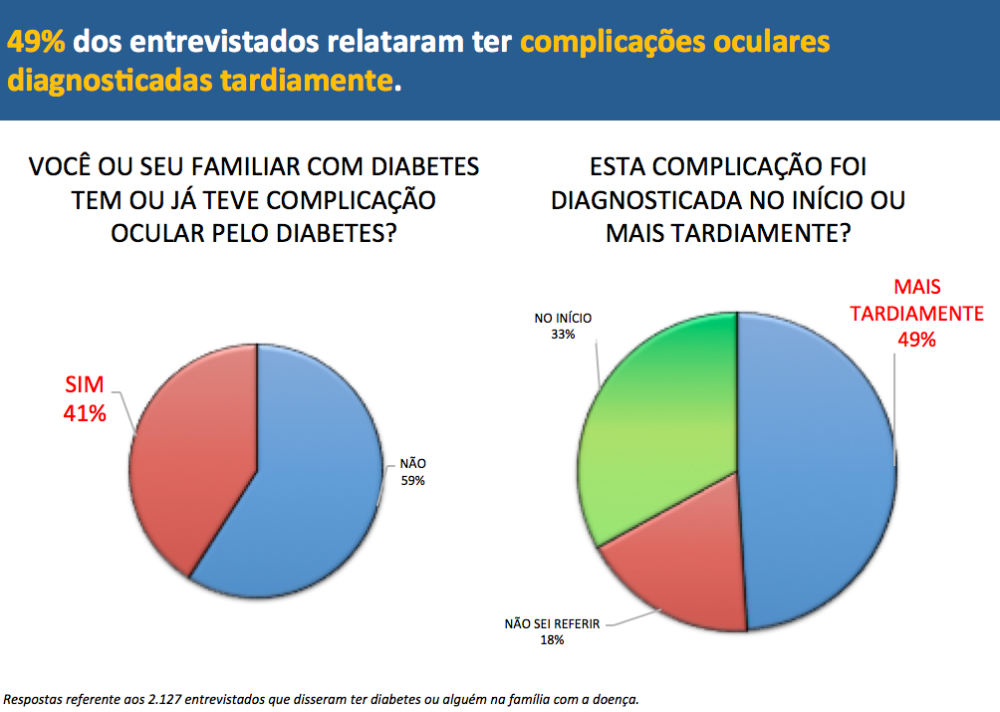 49% dos entrevistados relataram ter complicações oculares
diagnosticadas tardiamente.
VOCÊ OU SEU FAMILIAR COM DIABETES
TEM OU JÁ TEVE COMPLICAÇÃO
OCULAR PELO DIABETES?
SIM
41%
NÃO
59%
ESTA COMPLICAÇÃO FOI
DIAGNOSTICADA NO INÍCIO OU
MAIS TARDIAMENTE?
NO INÍCIO
33%
MAIS
TARDIAMENTE
49%
NÃO SEI REFERIR
18%
Respostas referente aos 2.127 entrevistados que disseram ter diabetes ou alguém na família com a doença.